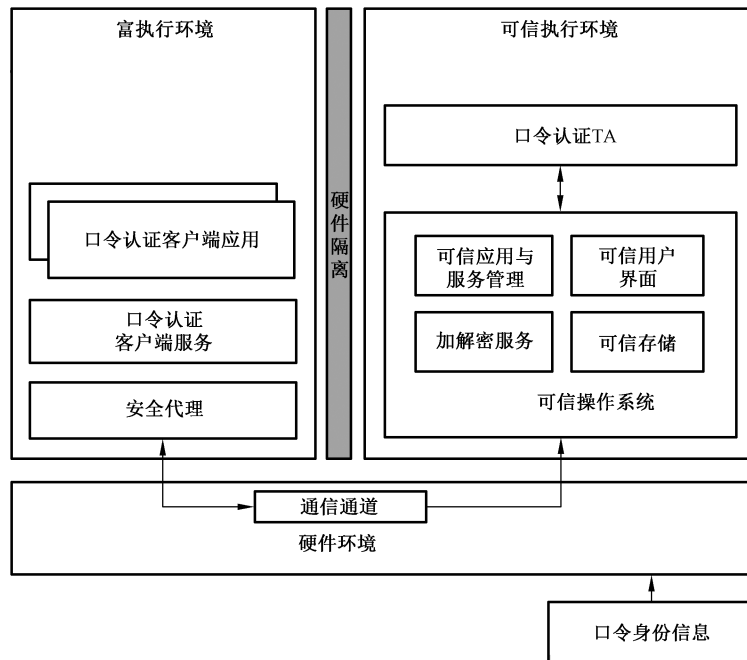 富执行环境
口令认证客户端应用
口令认证
客户端服务
安全代理
硬件隔离
可信执行环境
口令认证TA
可信应用与
服务管理
可信用户
界面
加解密服务
可信存储
可信操作系统
通信通道
硬件环境
口令身份信息